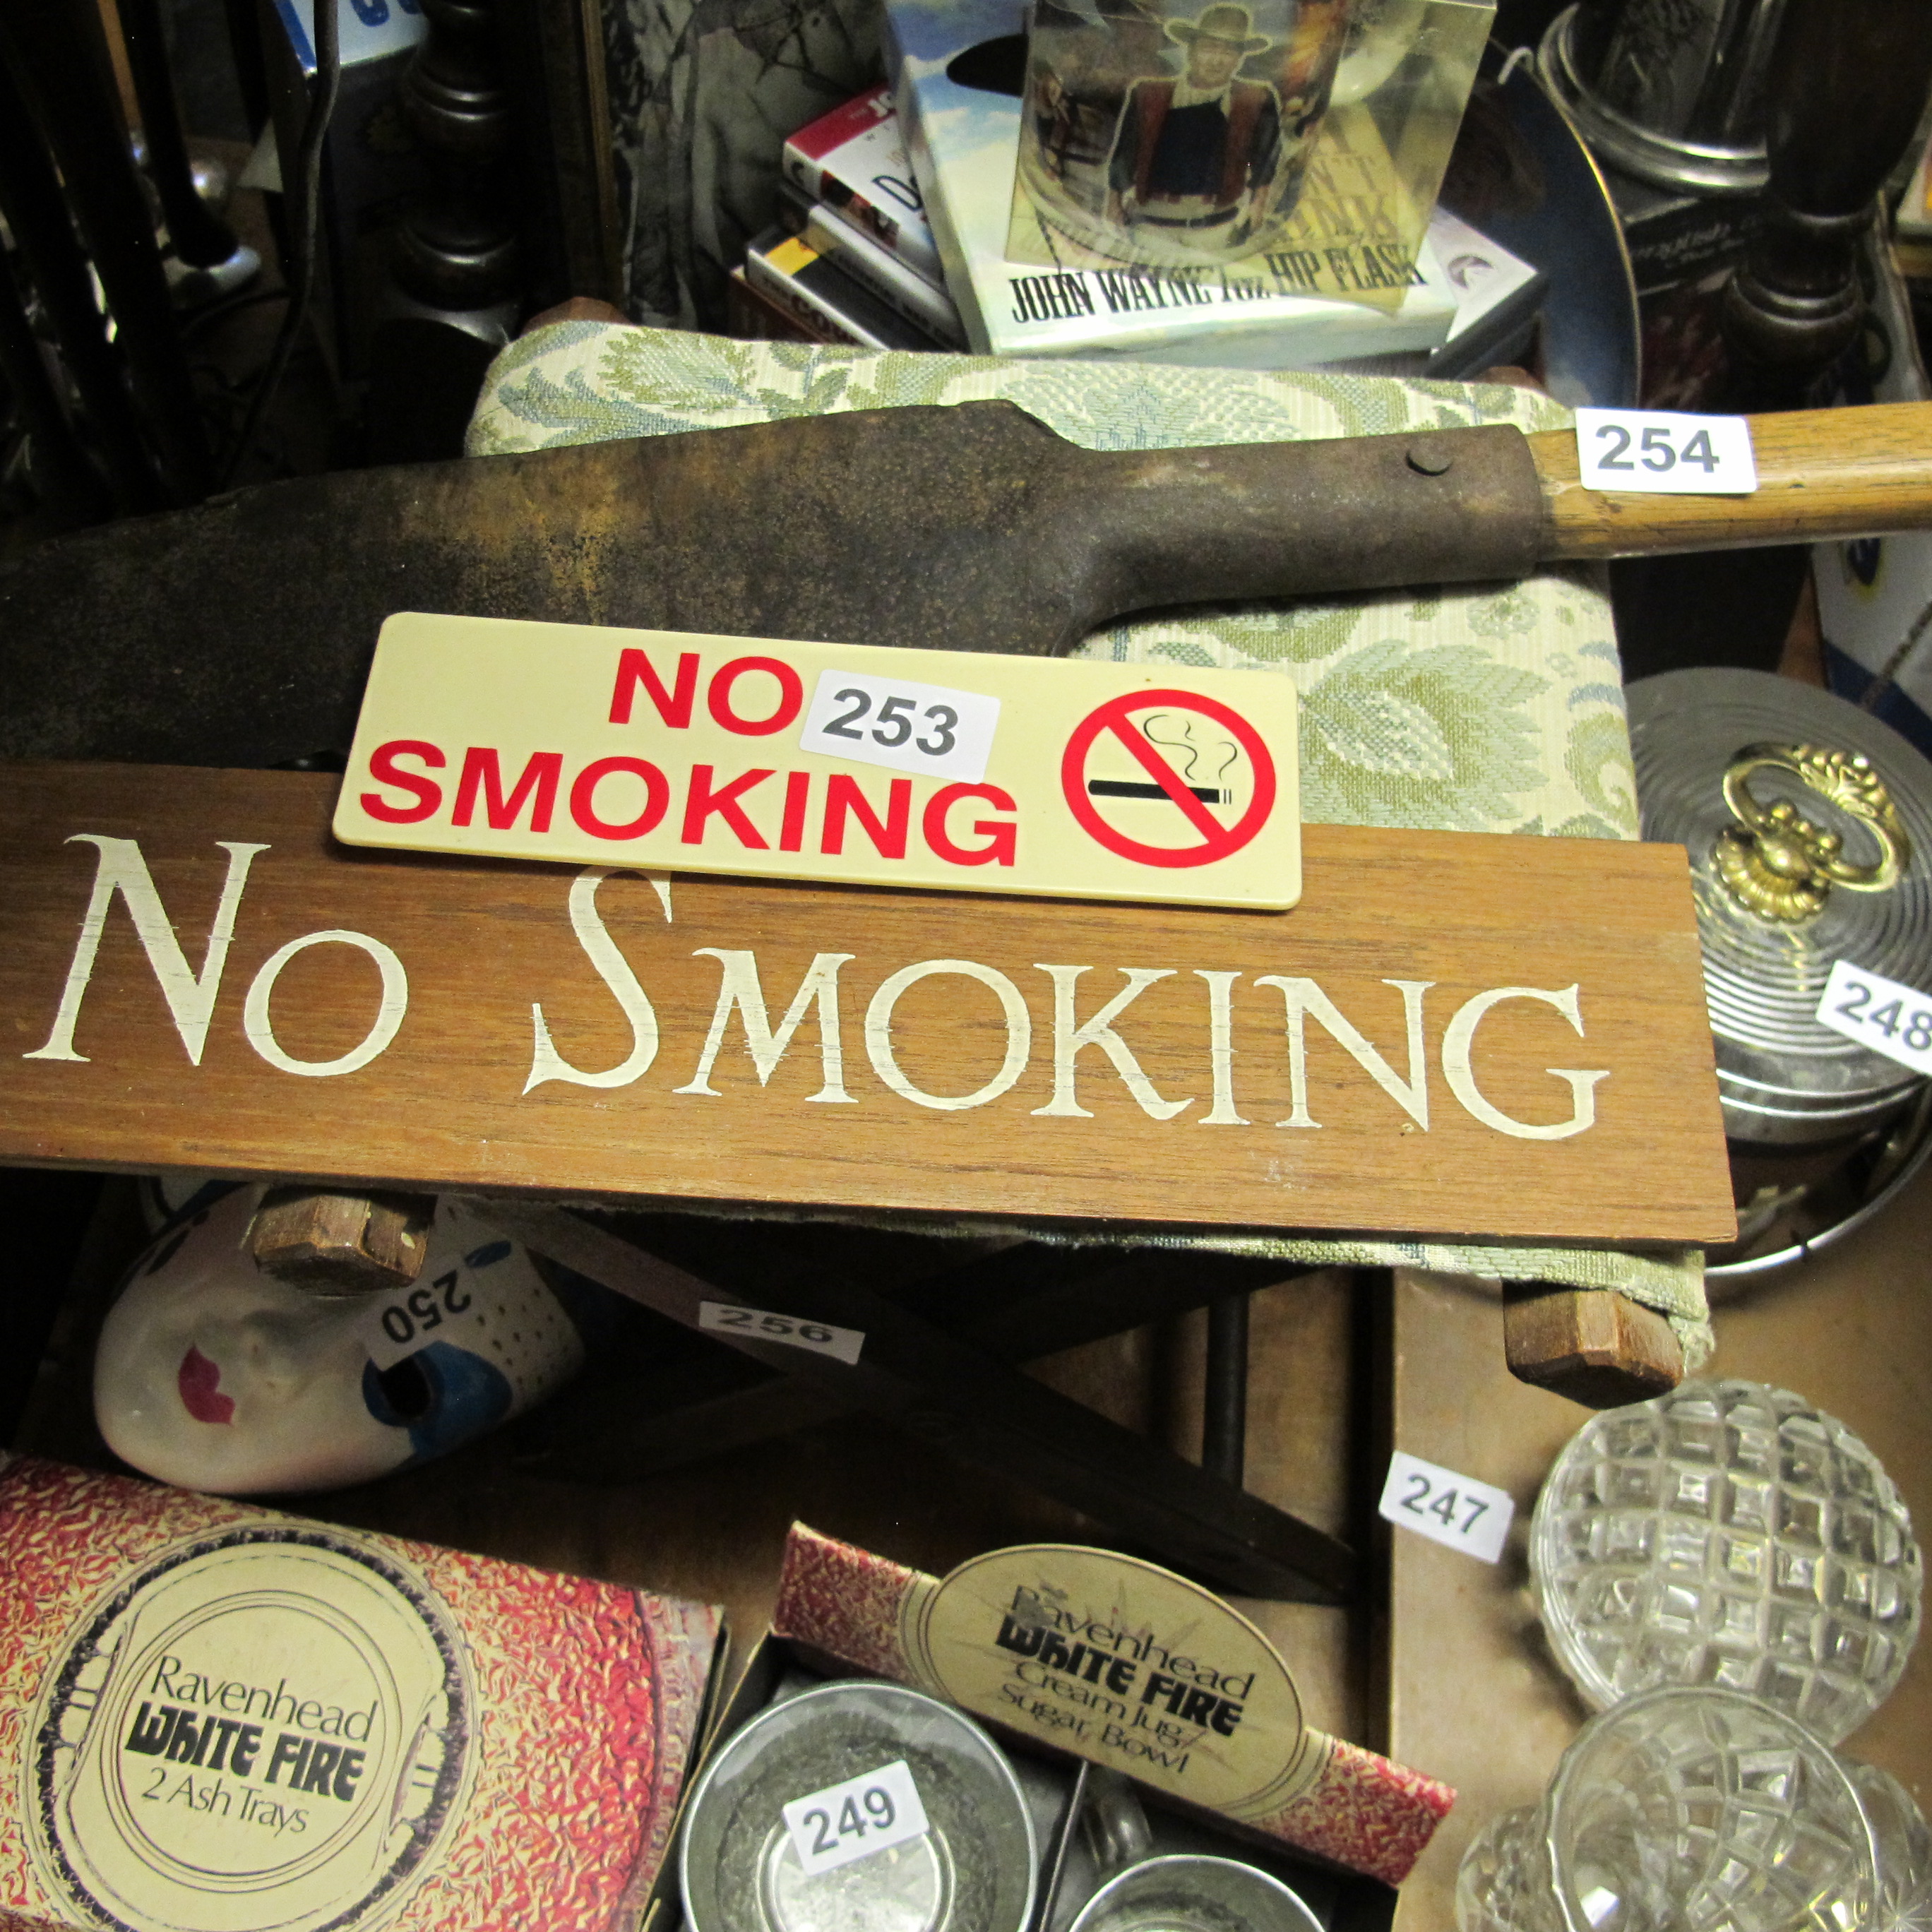 JOHN WAYNE 7oz HIP FLASK
254
NO
253
SMOKING
NO SMOKING
248
250
256
247
Ravenhead
WHITE FIRE
2 Ash Trays
Ravenhead
WHITE FIRE
Cream Jug
Sugar Bowl
249